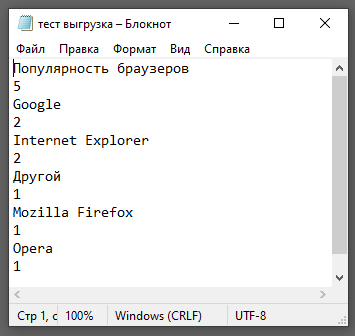 тест выгрузка – Блокнот
Файл Правка Формат Вид Справка
Популярность браузеров
5
Google
2
Internet Explorer
2
Другой
1
Mozilla Firefox
1
Opera
1
Стр 1, с 100% Windows (CRLF) UTF-8